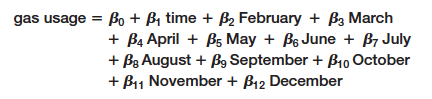 gas usage = β₀ + β₁ time + β₂ February + β₃ March
+ β₄ April + β₅ May + β₆ June + β₇ July
+ β₈ August + β₉ September + β₁₀ October
+ β₁₁ November + β₁₂ December